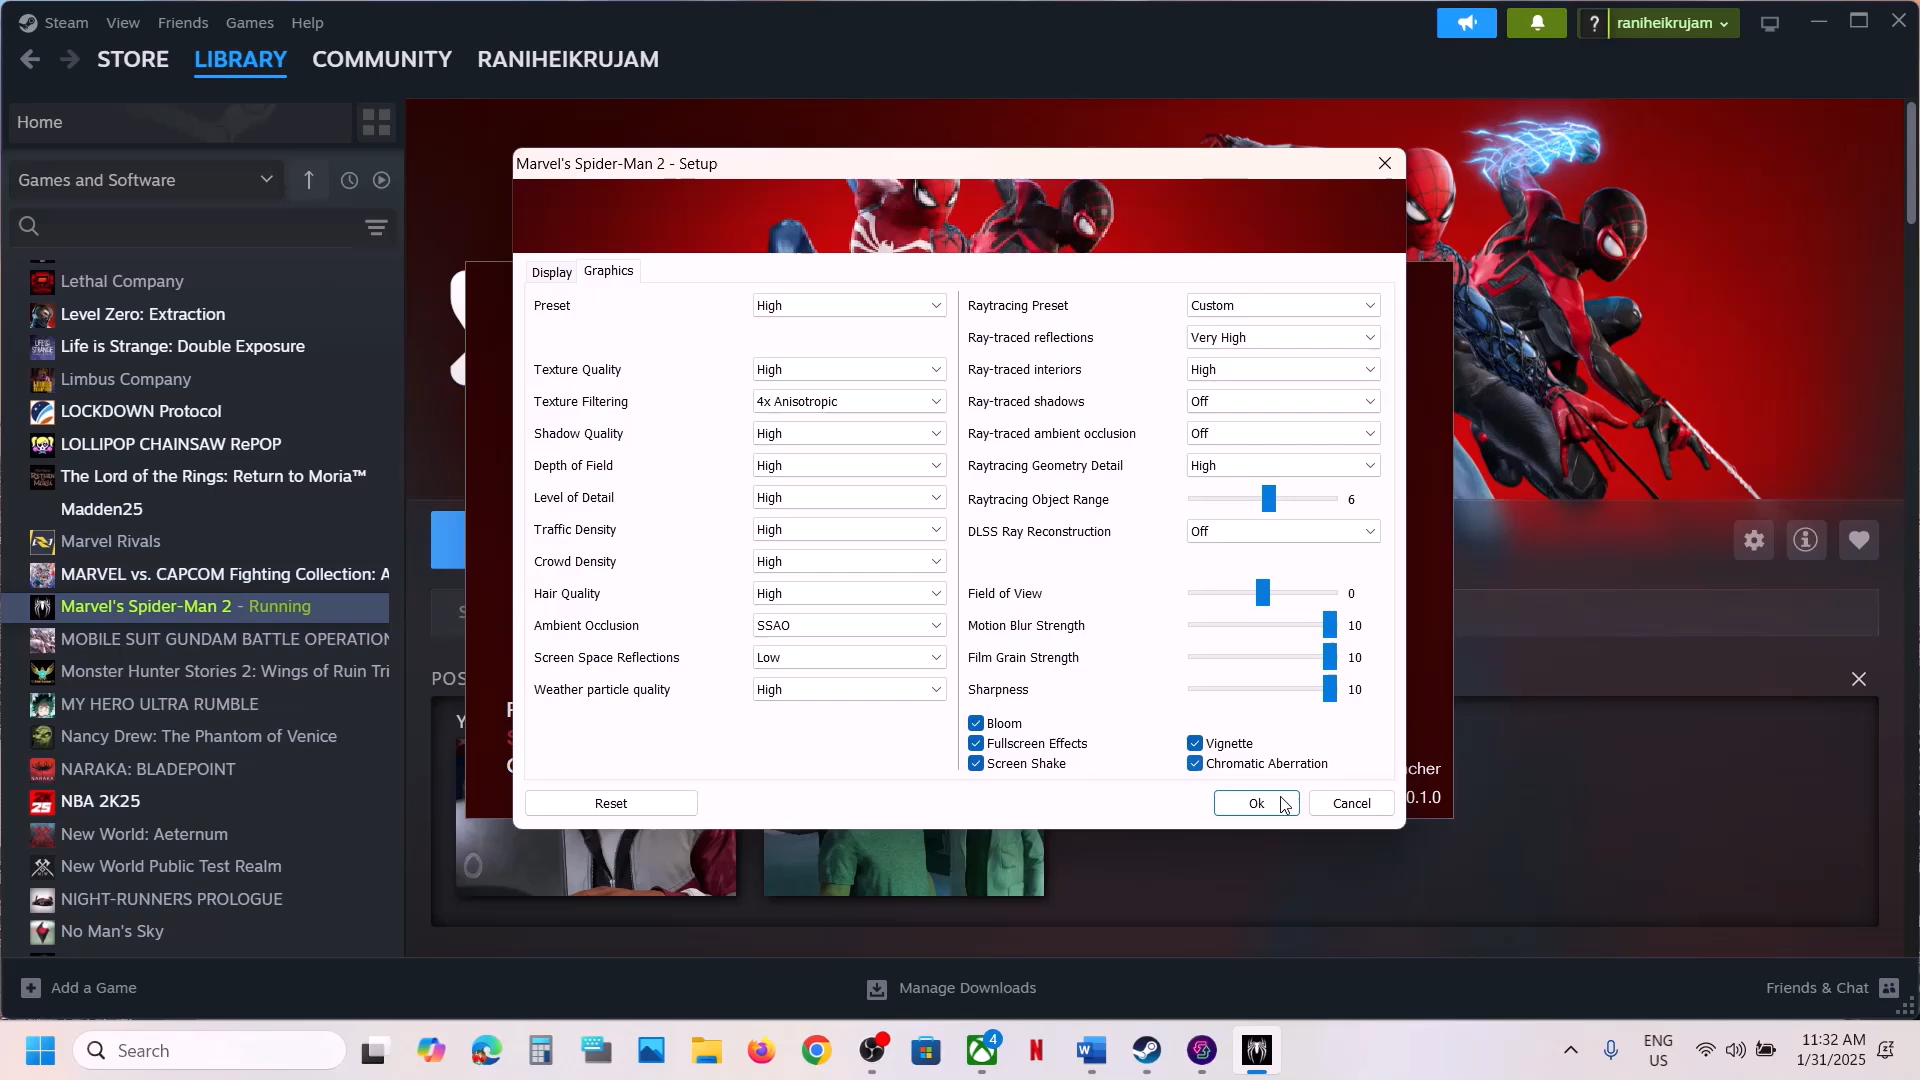 Steam View Friends Games Help
? raniheikrujam
STORE LIBRARY COMMUNITY RANIHEIKRUJAM
Home
Games and Software
Lethal Company
Level Zero: Extraction
Life is Strange: Double Exposure
Limbus Company
LOCKDOWN Protocol
LOLLIPOP CHAINSAW RePOP
The Lord of the Rings: Return to Moria™
Madden25
Marvel Rivals
MARVEL vs. CAPCOM Fighting Collection: A
Marvel's Spider-Man 2 - Running
MOBILE SUIT GUNDAM BATTLE OPERATION
Monster Hunter Stories 2: Wings of Ruin Tri
MY HERO ULTRA RUMBLE
Nancy Drew: The Phantom of Venice
NARAKA: BLADEPOINT
NBA 2K25
New World: Aeternum
New World Public Test Realm
NIGHT-RUNNERS PROLOGUE
No Man's Sky
Marvel's Spider-Man 2 - Setup
Display Graphics
Preset High
Texture Quality High
Texture Filtering 4x Anisotropic
Shadow Quality High
Depth of Field High
Level of Detail High
Traffic Density High
Crowd Density High
Hair Quality High
Ambient Occlusion SSAO
Screen Space Reflections Low
Weather particle quality High
Raytracing Preset Custom
Ray-traced reflections Very High
Ray-traced interiors High
Ray-traced shadows Off
Ray-traced ambient occlusion Off
Raytracing Geometry Detail High
Raytracing Object Range 6
DLSS Ray Reconstruction Off
Field of View 0
Motion Blur Strength 10
Film Grain Strength 10
Sharpness 10
Bloom
Fullscreen Effects Vignette
Screen Shake Chromatic Aberration
Reset Ok Cancel
POS
cher
0.1.0
Add a Game Manage Downloads Friends & Chat
Search
4
ENG
US
11:32 AM
1/31/2025